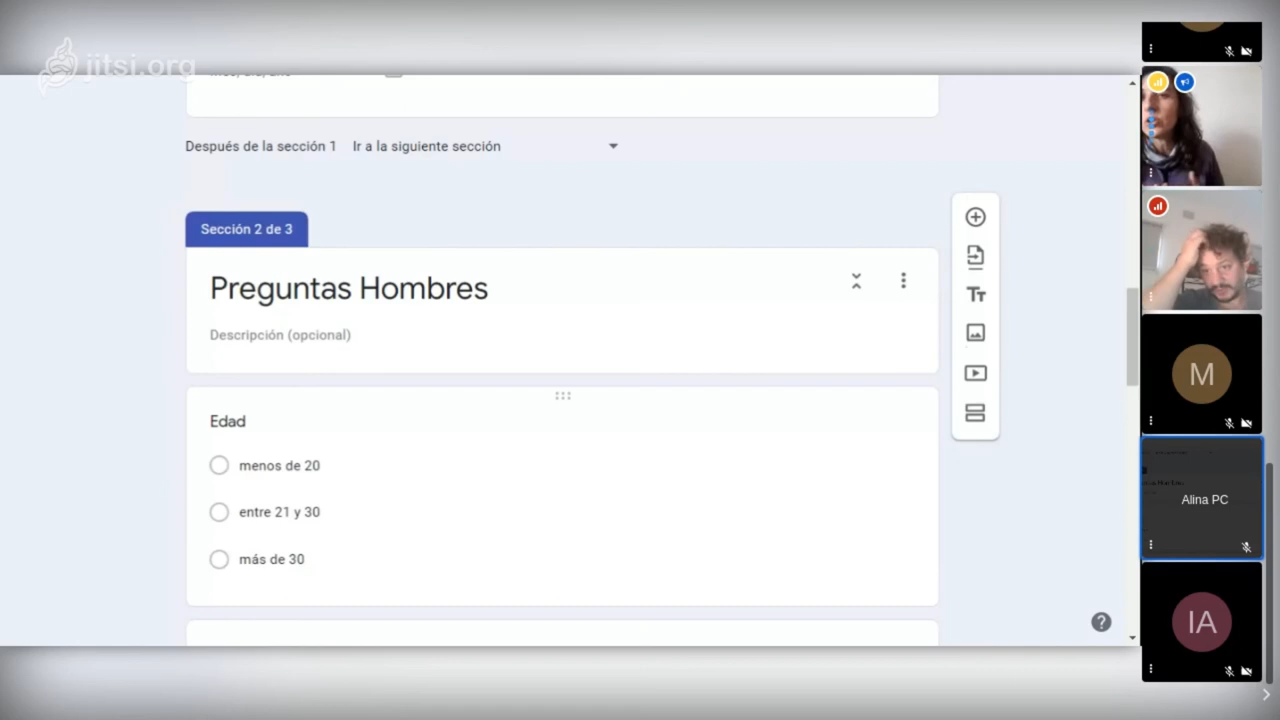 jitsi.org
Después de la sección 1 Ir a la siguiente sección
Sección 2 de 3
Preguntas Hombres
Descripción (opcional)
Edad
menos de 20
entre 21 y 30
más de 30
M
Alina PC
IA